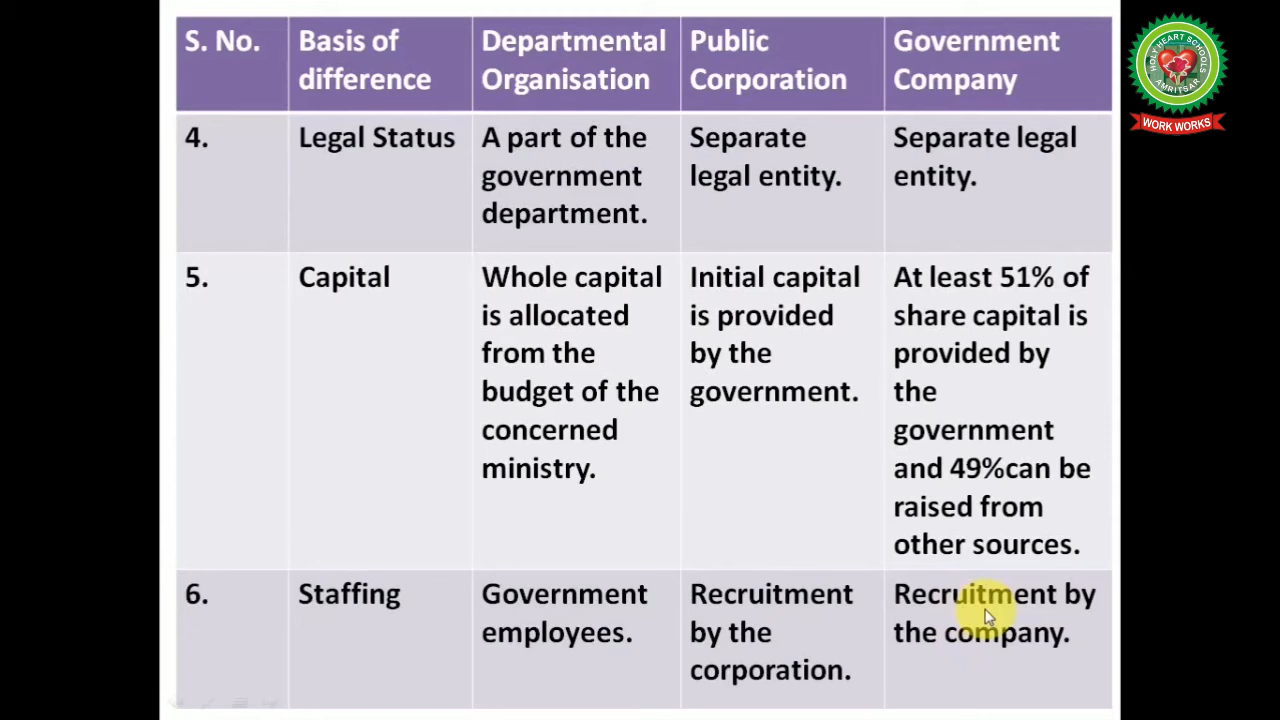 S. No.
Basis of
difference
Departmental
Organisation
Public
Corporation
Government
Company
4.
Legal Status
A part of the
government
department.
Separate
legal entity.
Separate legal
entity.
5.
Capital
Whole capital
is allocated
from the
budget of the
concerned
ministry.
Initial capital
is provided
by the
government.
At least 51% of
share capital is
provided by
the
government
and 49%can be
raised from
other sources.
6.
Staffing
Government
employees.
Recruitment
by the
corporation.
Recruitment by
the company.
HOLY HEART SCHOOLS
AMRITSAR
WORK WORKS